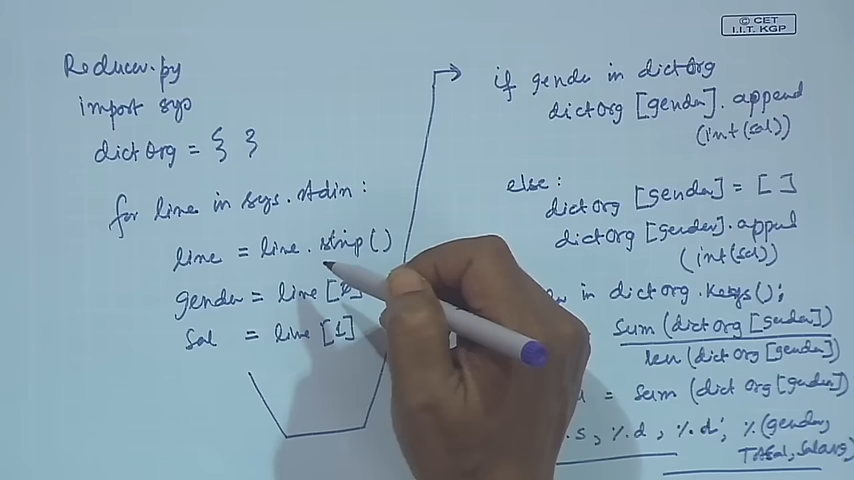 © CET
I.I.T. KGP
Reducer.py
import sys
dictOrg = { }
for line in sys.stdin:
line = line.strip()
gender = line
sal = line [1]
if gender in dictOrg
dictOrg [gender].append
(int(sal))
else:
dictOrg [gender] = [ ]
dictOrg [gender].append
(int(sal))
in dictorg.keys();
sum (dictOrg [gender])
len (dictOrg [gender])
= sum (dictOrg [gender])
s, %d, %d' %(gender,